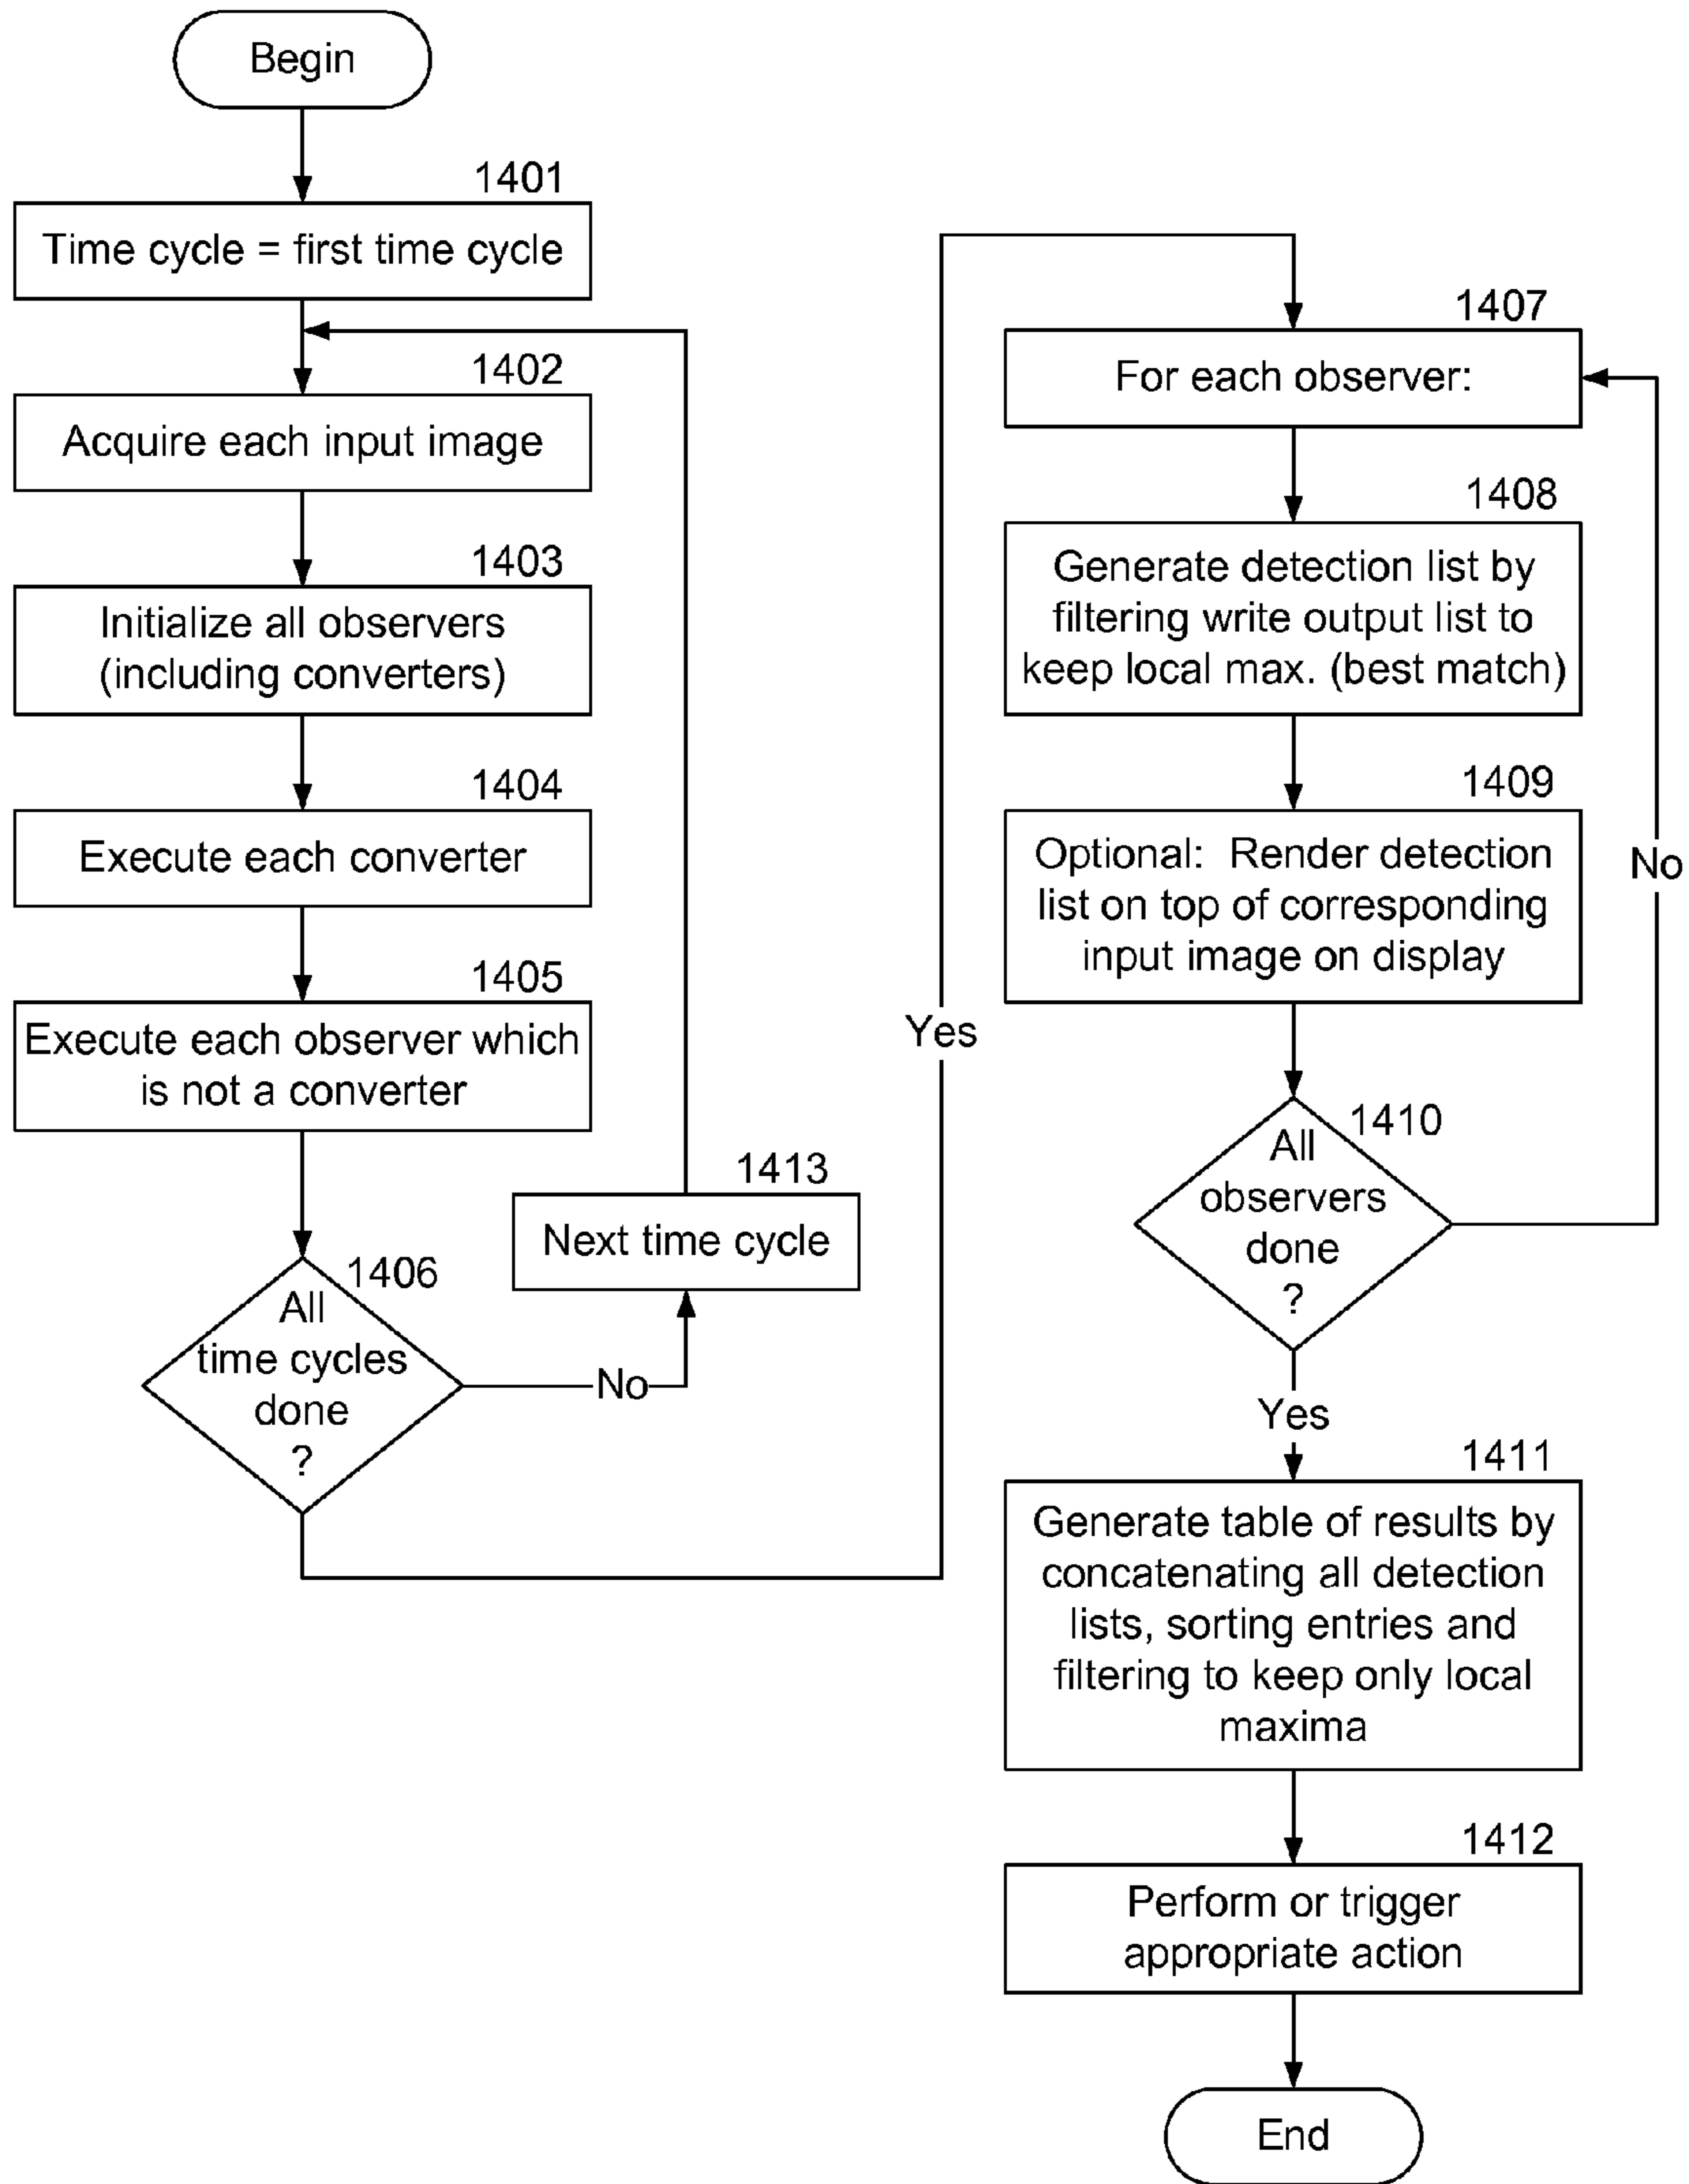 Begin
1401
Time cycle = first time cycle
1402
Acquire each input image
1403
Initialize all observers
(including converters)
1404
Execute each converter
1405
Execute each observer which
is not a converter
1406
All
time cycles
done
?
No
1413
Next time cycle
Yes
1407
For each observer:
1408
Generate detection list by
filtering write output list to
keep local max. (best match)
1409
Optional: Render detection
list on top of corresponding
input image on display
1410
All
observers
done
?
No
Yes
1411
Generate table of results by
concatenating all detection
lists, sorting entries and
filtering to keep only local
maxima
1412
Perform or trigger
appropriate action
End